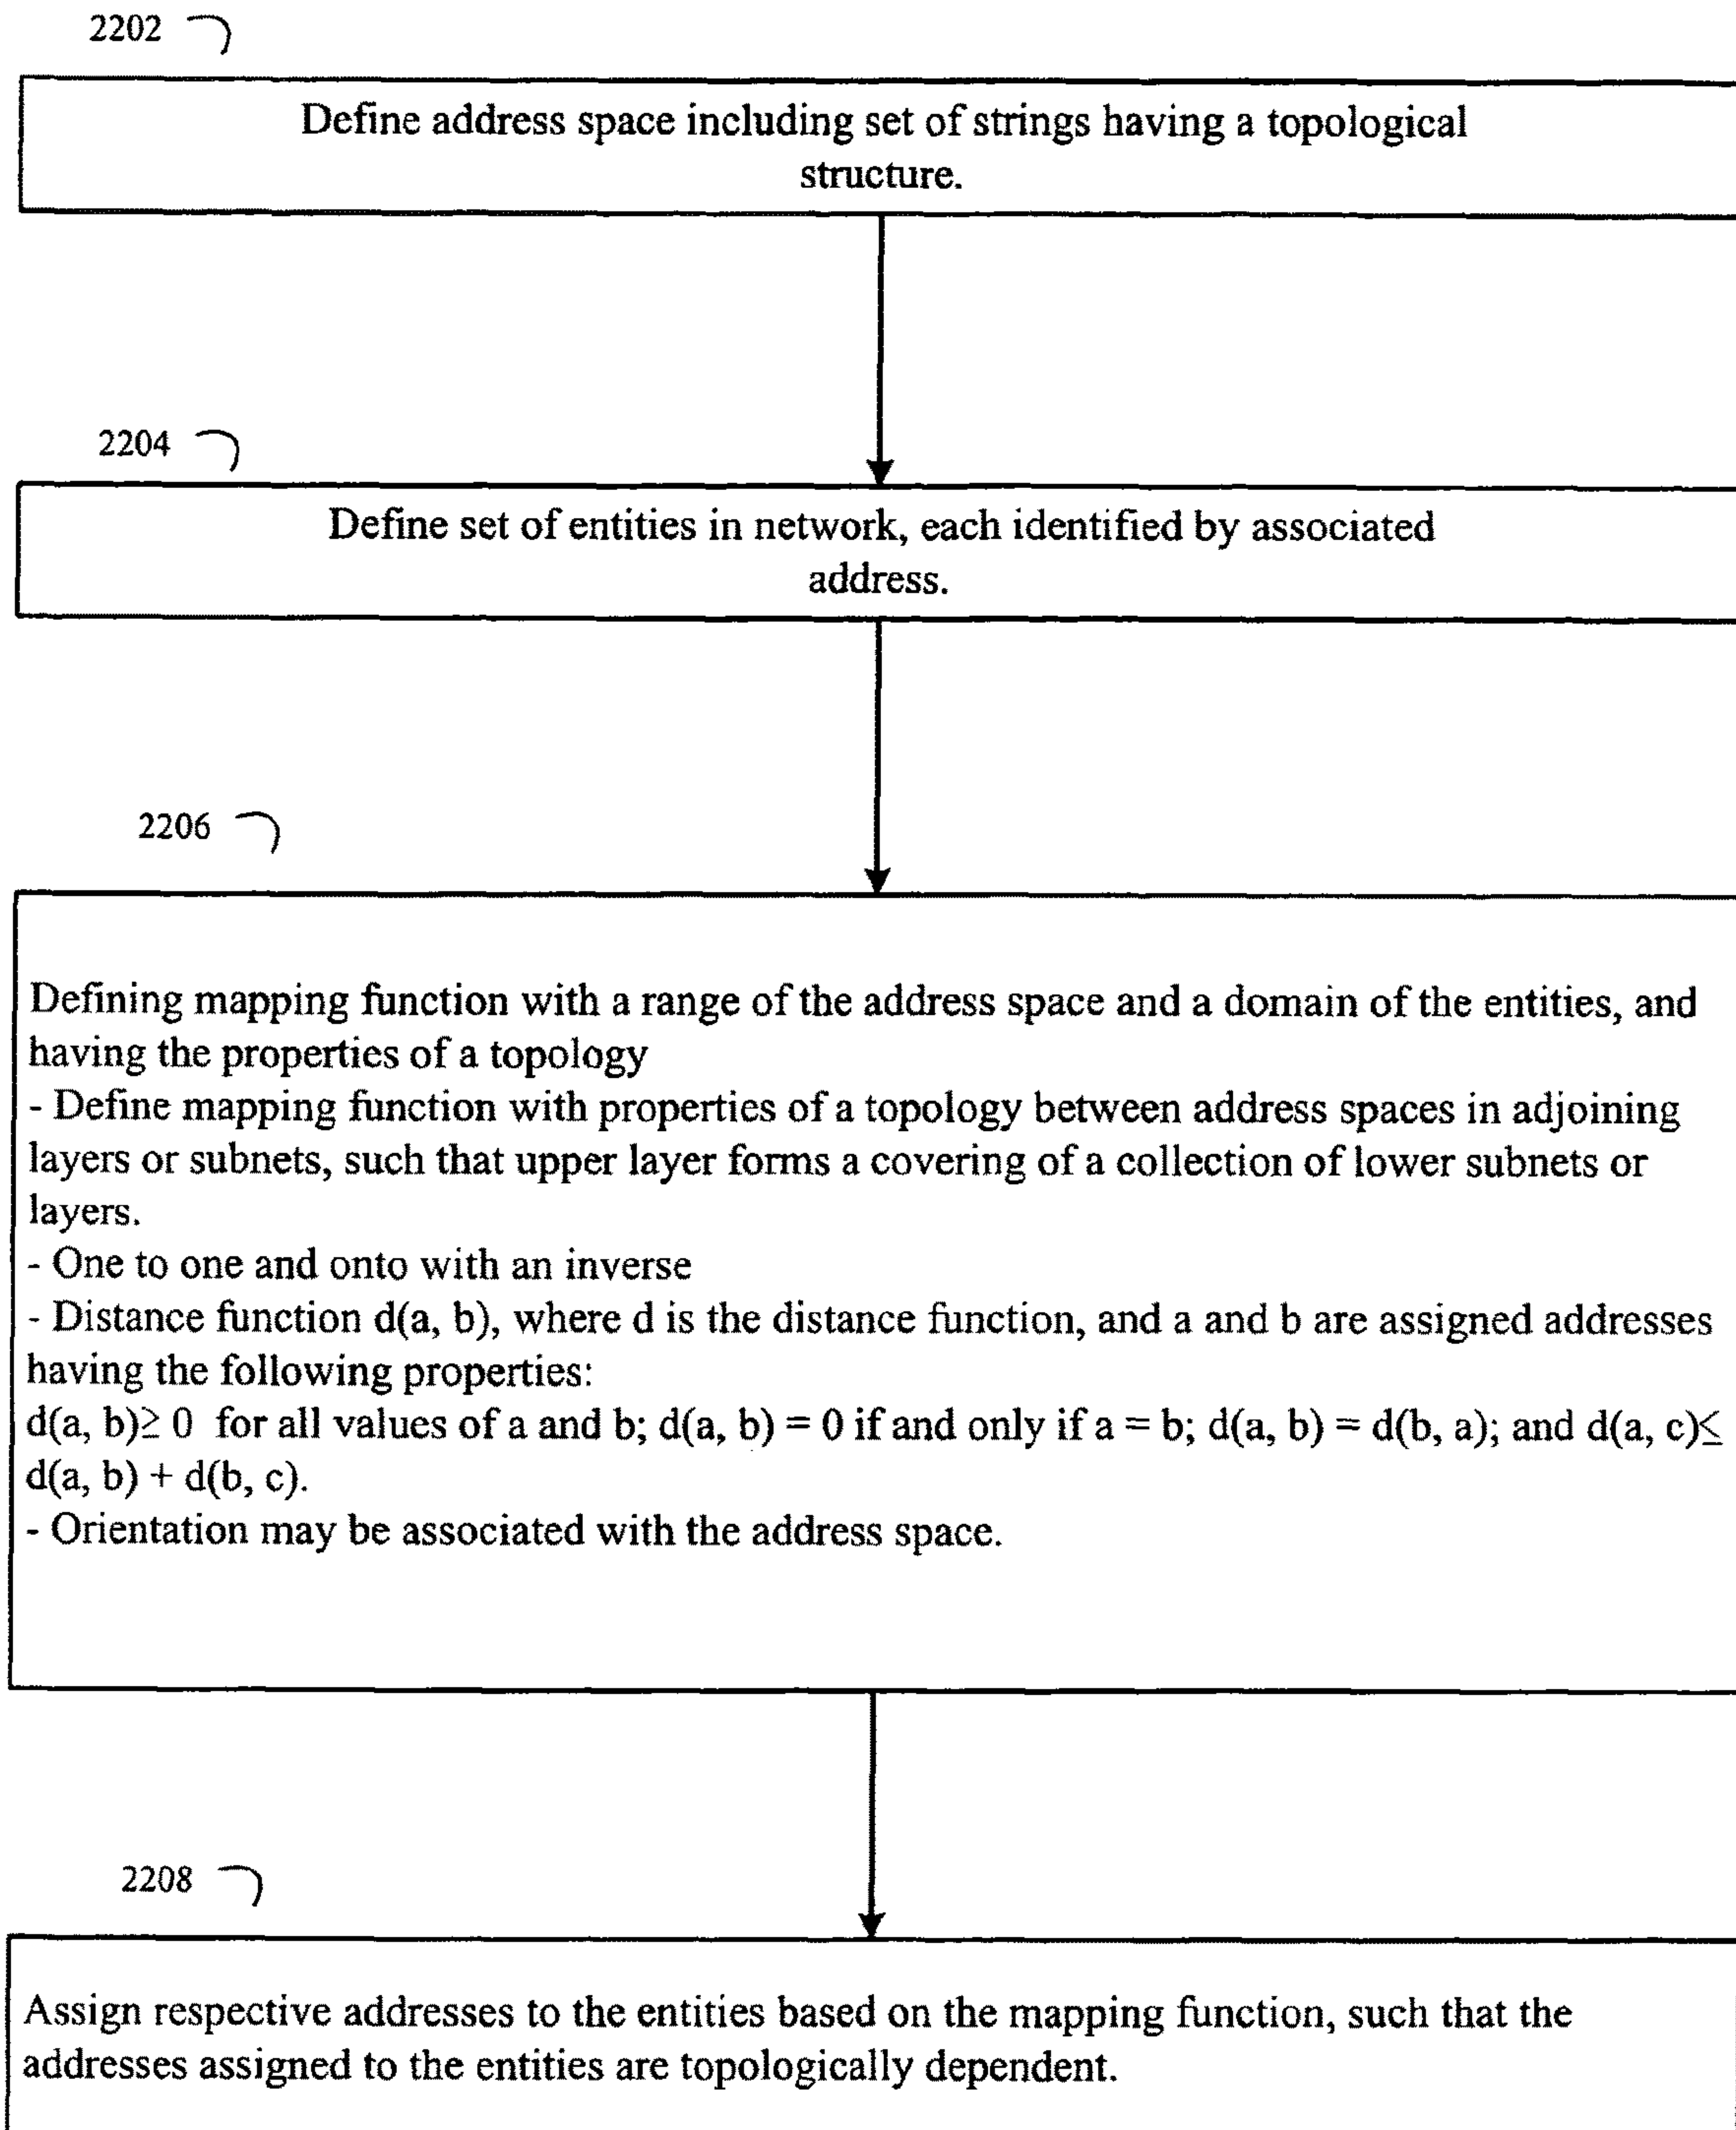 2202
Define address space including set of strings having a topological
structure.
2204
Define set of entities in network, each identified by associated
address.
2206
Defining mapping function with a range of the address space and a domain of the entities, and
having the properties of a topology
- Define mapping function with properties of a topology between address spaces in adjoining
layers or subnets, such that upper layer forms a covering of a collection of lower subnets or
layers.
- One to one and onto with an inverse
- Distance function d(a, b), where d is the distance function, and a and b are assigned addresses
having the following properties:
d(a, b)≥ 0 for all values of a and b; d(a, b) = 0 if and only if a = b; d(a, b) = d(b, a); and d(a, c)≤
d(a, b) + d(b, c).
- Orientation may be associated with the address space.
2208
Assign respective addresses to the entities based on the mapping function, such that the
addresses assigned to the entities are topologically dependent.